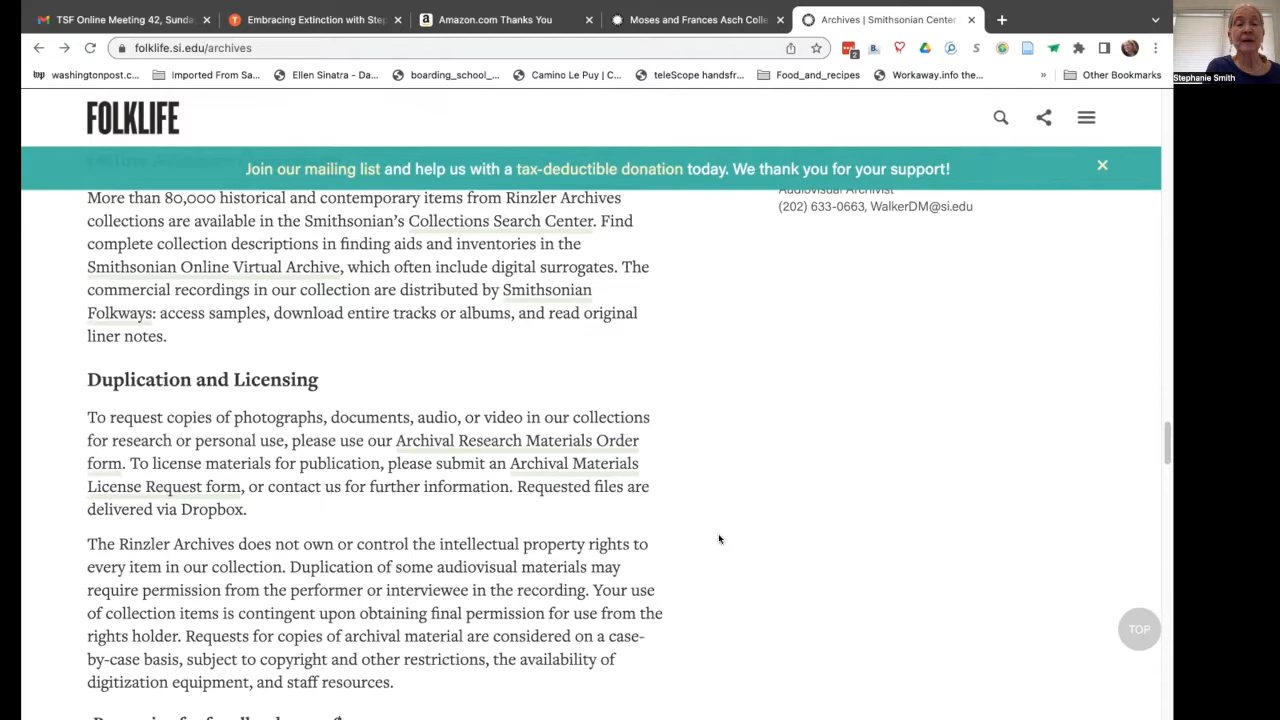 TSF Online Meeting 42, Sunda
Embracing Extinction with Step
Amazon.com Thanks You
Moses and Frances Asch Colle
Archives | Smithsonian Center
folklife.si.edu/archives
2
washingtonpost.c...
Imported From Sa...
Ellen Sinatra - Da...
boarding_school_...
Camino Le Puy | C...
teleScope handsfr...
Food_and_recipes
Workaway.info the...
»
Other Bookmarks
Stephanie Smith
FOLKLIFE
Join our mailing list and help us with a tax-deductible donation today. We thank you for your support!
Audiovisual Archivist
(202) 633-0663, WalkerDM@si.edu
More than 80,000 historical and contemporary items from Rinzler Archives
collections are available in the Smithsonian’s Collections Search Center. Find
complete collection descriptions in finding aids and inventories in the
Smithsonian Online Virtual Archive, which often include digital surrogates. The
commercial recordings in our collection are distributed by Smithsonian
Folkways: access samples, download entire tracks or albums, and read original
liner notes.
Duplication and Licensing
To request copies of photographs, documents, audio, or video in our collections
for research or personal use, please use our Archival Research Materials Order
form. To license materials for publication, please submit an Archival Materials
License Request form, or contact us for further information. Requested files are
delivered via Dropbox.
The Rinzler Archives does not own or control the intellectual property rights to
every item in our collection. Duplication of some audiovisual materials may
require permission from the performer or interviewee in the recording. Your use
of collection items is contingent upon obtaining final permission for use from the
rights holder. Requests for copies of archival material are considered on a case-
by-case basis, subject to copyright and other restrictions, the availability of
digitization equipment, and staff resources.
TOP